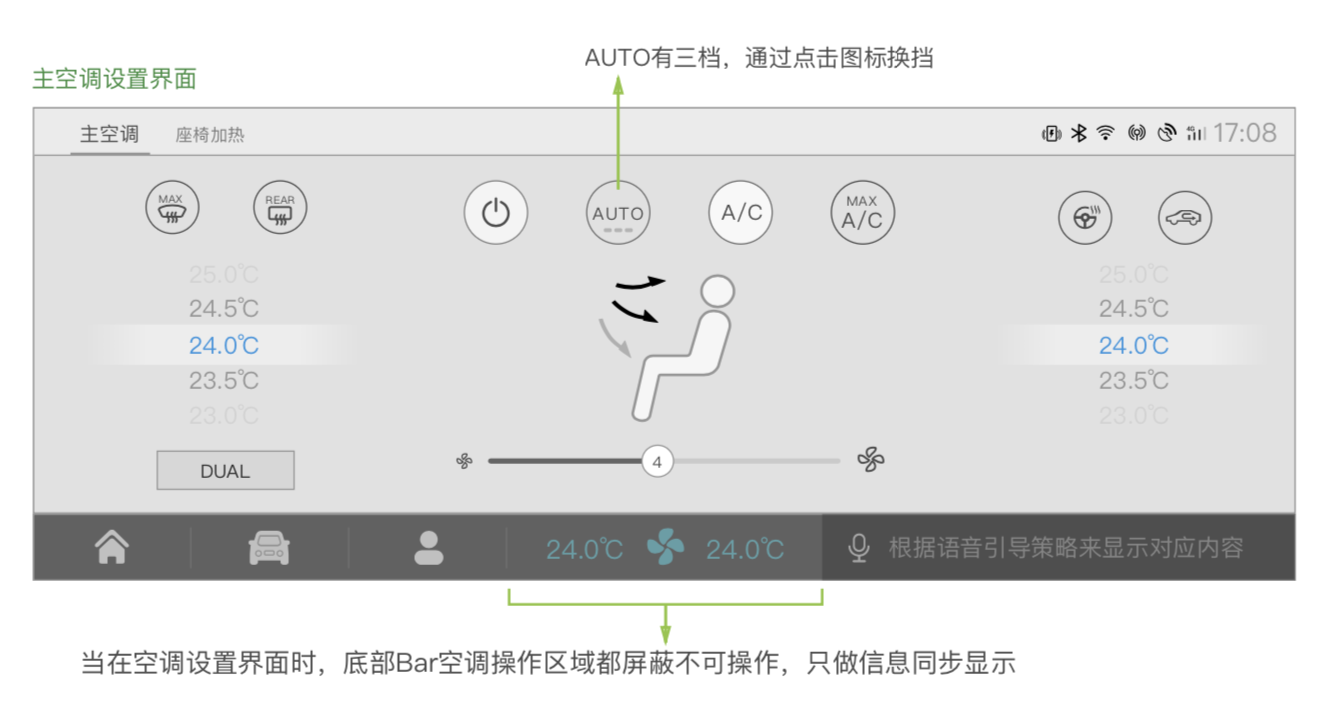 AUTO有三档，通过点击图标换挡
主空调设置界面
主空调 座椅加热 4G 17:08
MAX REAR AUTO A/C MAX A/C
25.0℃ 25.0℃
24.5℃ 24.5℃
24.0℃ 24.0℃
23.5℃ 23.5℃
23.0℃ 23.0℃
DUAL 4
24.0℃ 24.0℃ 根据语音引导策略来显示对应内容
当在空调设置界面时，底部Bar空调操作区域都屏蔽不可操作，只做信息同步显示